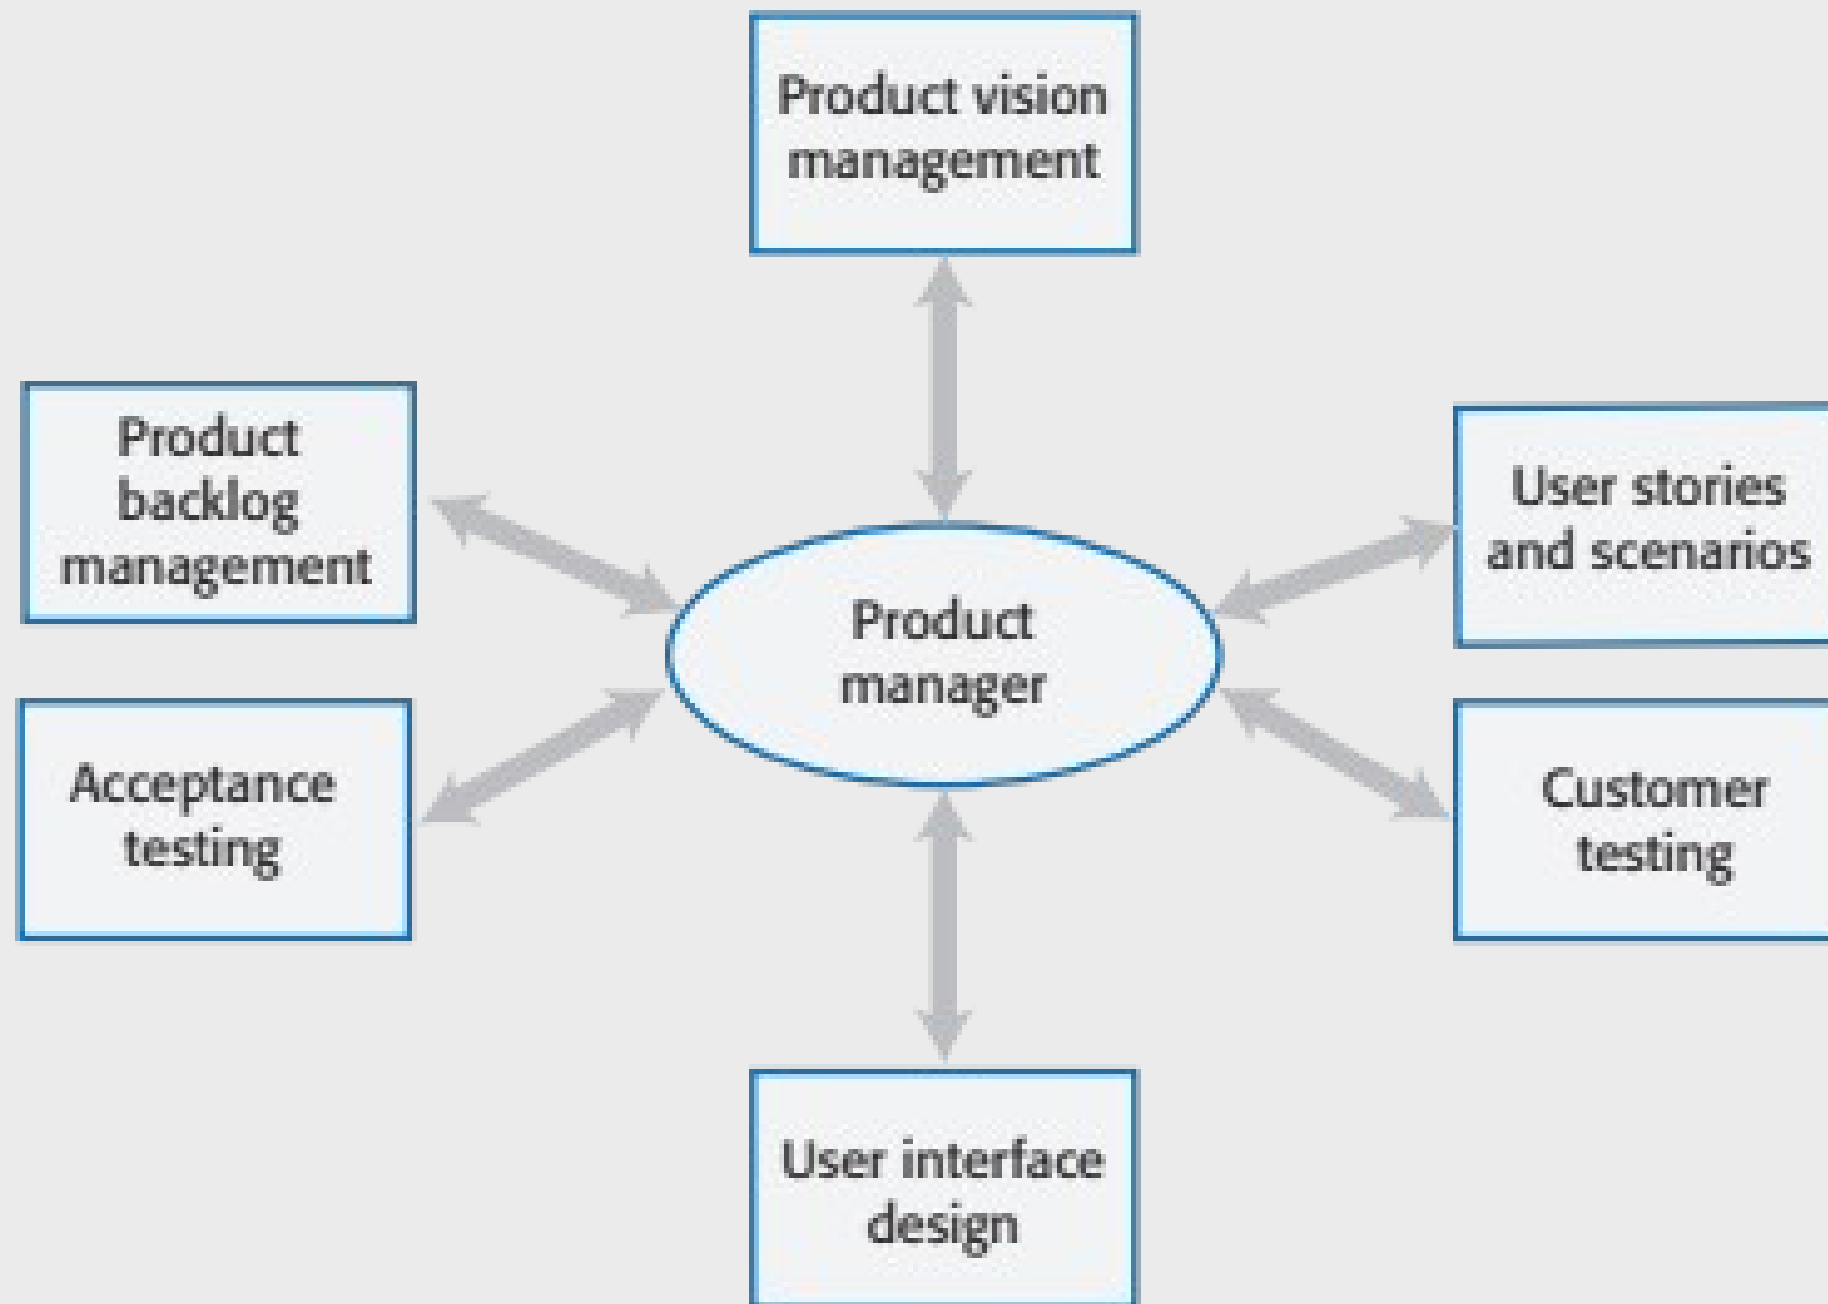 Product vision
management
Product
backlog
management
User stories
and scenarios
Product
manager
Acceptance
testing
Customer
testing
User interface
design